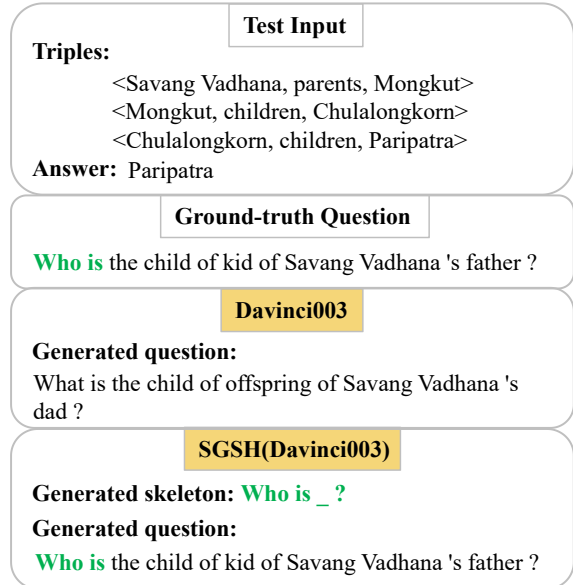 Test Input
Triples:
<Savang Vadhana, parents, Mongkut>
<Mongkut, children, Chulalongkorn>
<Chulalongkorn, children, Paripatra>
Answer: Paripatra
Ground-truth Question
Who is the child of kid of Savang Vadhana 's father ?
Davinci003
Generated question:
What is the child of offspring of Savang Vadhana 's
dad ?
SGSH(Davinci003)
Generated skeleton: Who is _ ?
Generated question:
Who is the child of kid of Savang Vadhana 's father ?